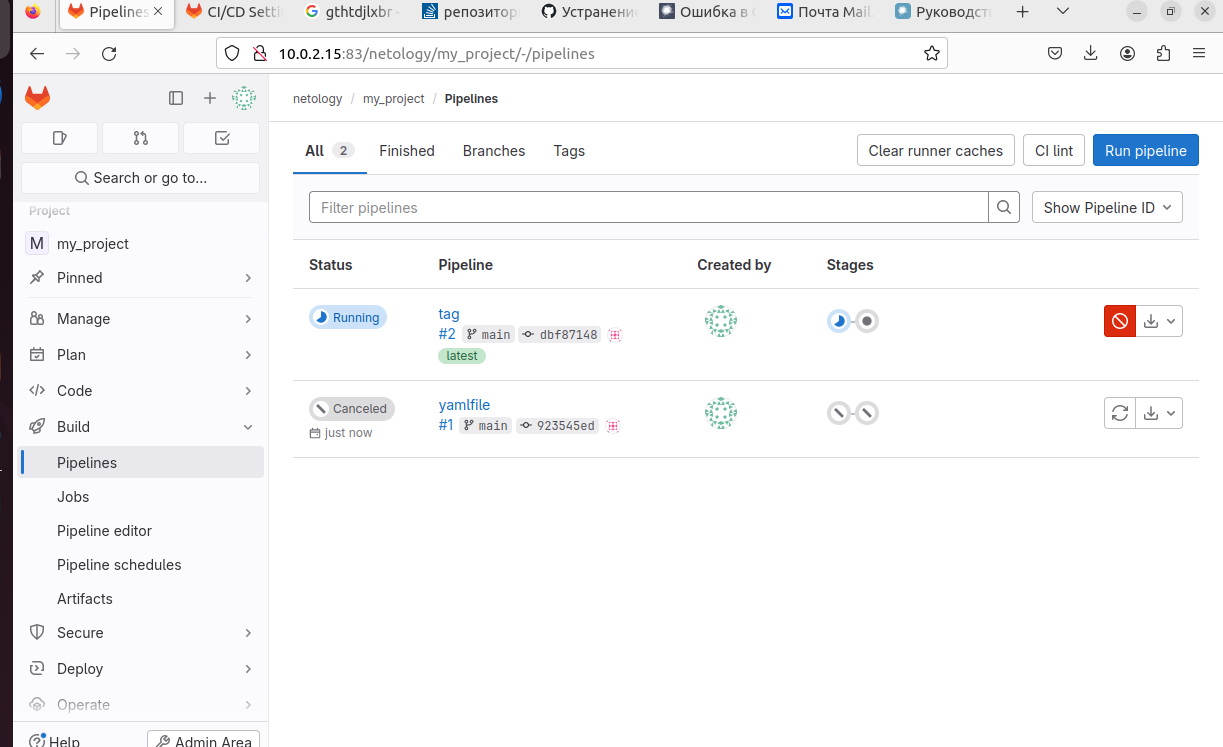 Pipelines
CI/CD Setti
gthtdjlxbr -
репозитор
Устранени
Ошибка в
Почта Mail.
Руководст
10.0.2.15:83/netology/my_project/-/pipelines
netology / my_project / Pipelines
All 2 Finished Branches Tags
Clear runner caches CI lint Run pipeline
Search or go to...
Filter pipelines
Show Pipeline ID
Project
M my_project
Pinned
Manage
Plan
Code
Build
Pipelines
Jobs
Pipeline editor
Pipeline schedules
Artifacts
Secure
Deploy
Operate
Help
Admin Area
Status Pipeline Created by Stages
Running tag
#2 main dbf87148
latest
Canceled yamlfile
just now #1 main 923545ed